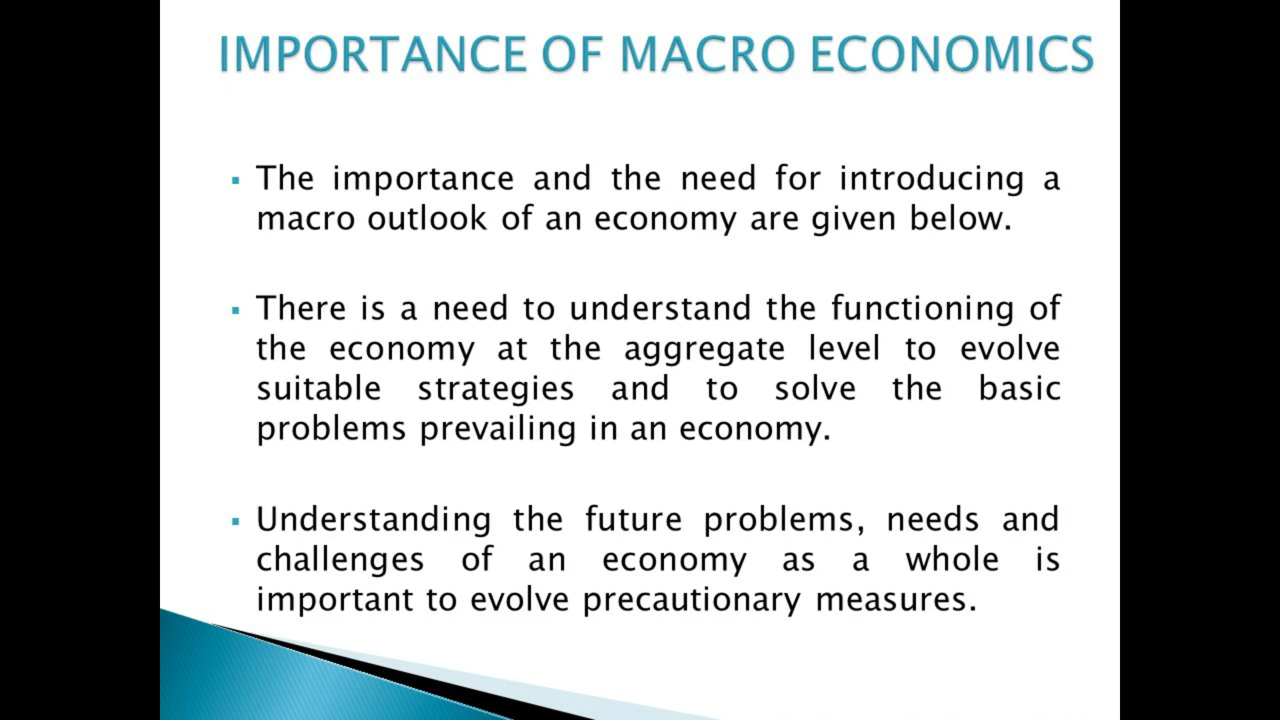 IMPORTANCE OF MACRO ECONOMICS
▪ The importance and the need for introducing a
macro outlook of an economy are given below.
▪ There is a need to understand the functioning of
the economy at the aggregate level to evolve
suitable strategies and to solve the basic
problems prevailing in an economy.
▪ Understanding the future problems, needs and
challenges of an economy as a whole is
important to evolve precautionary measures.